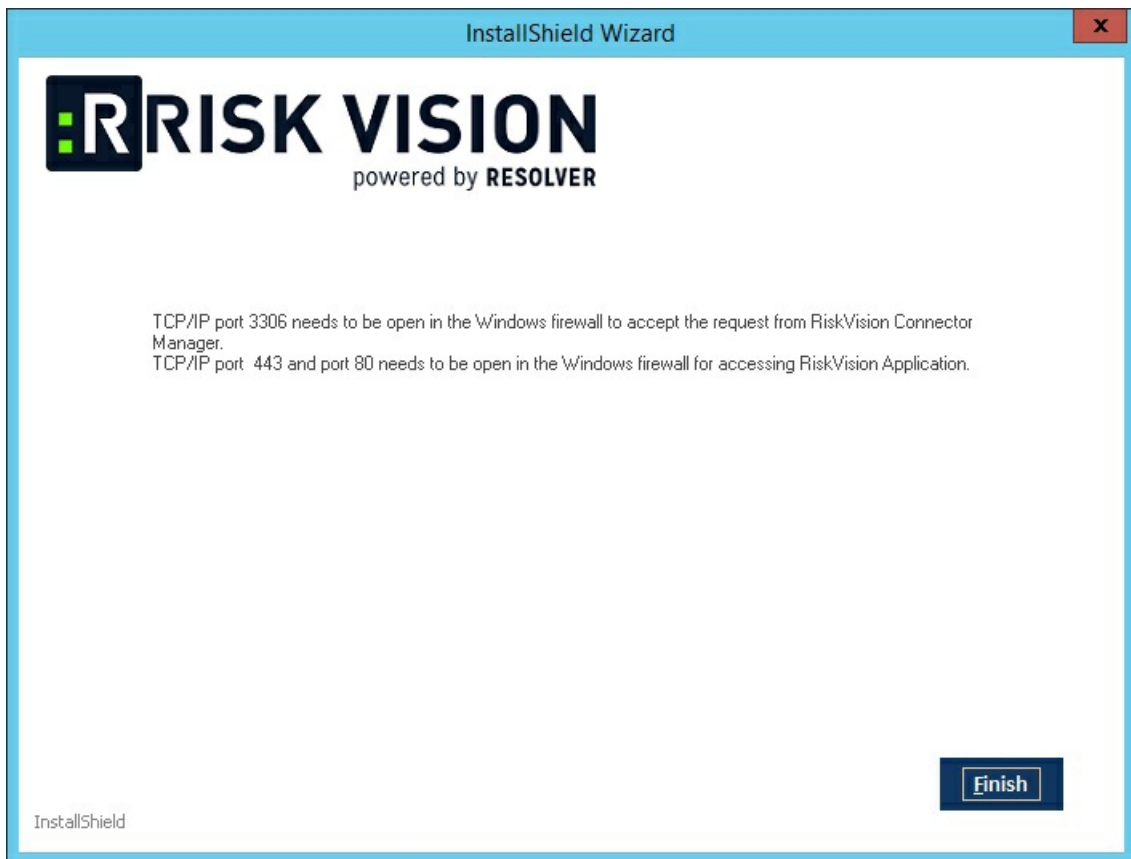 InstallShield Wizard
x
:R RISK VISION
powered by RESOLVER
TCP/IP port 3306 needs to be open in the Windows firewall to accept the request from RiskVision Connector
Manager.
TCP/IP port  443 and port 80 needs to be open in the Windows firewall for accessing RiskVision Application.
Finish
InstallShield